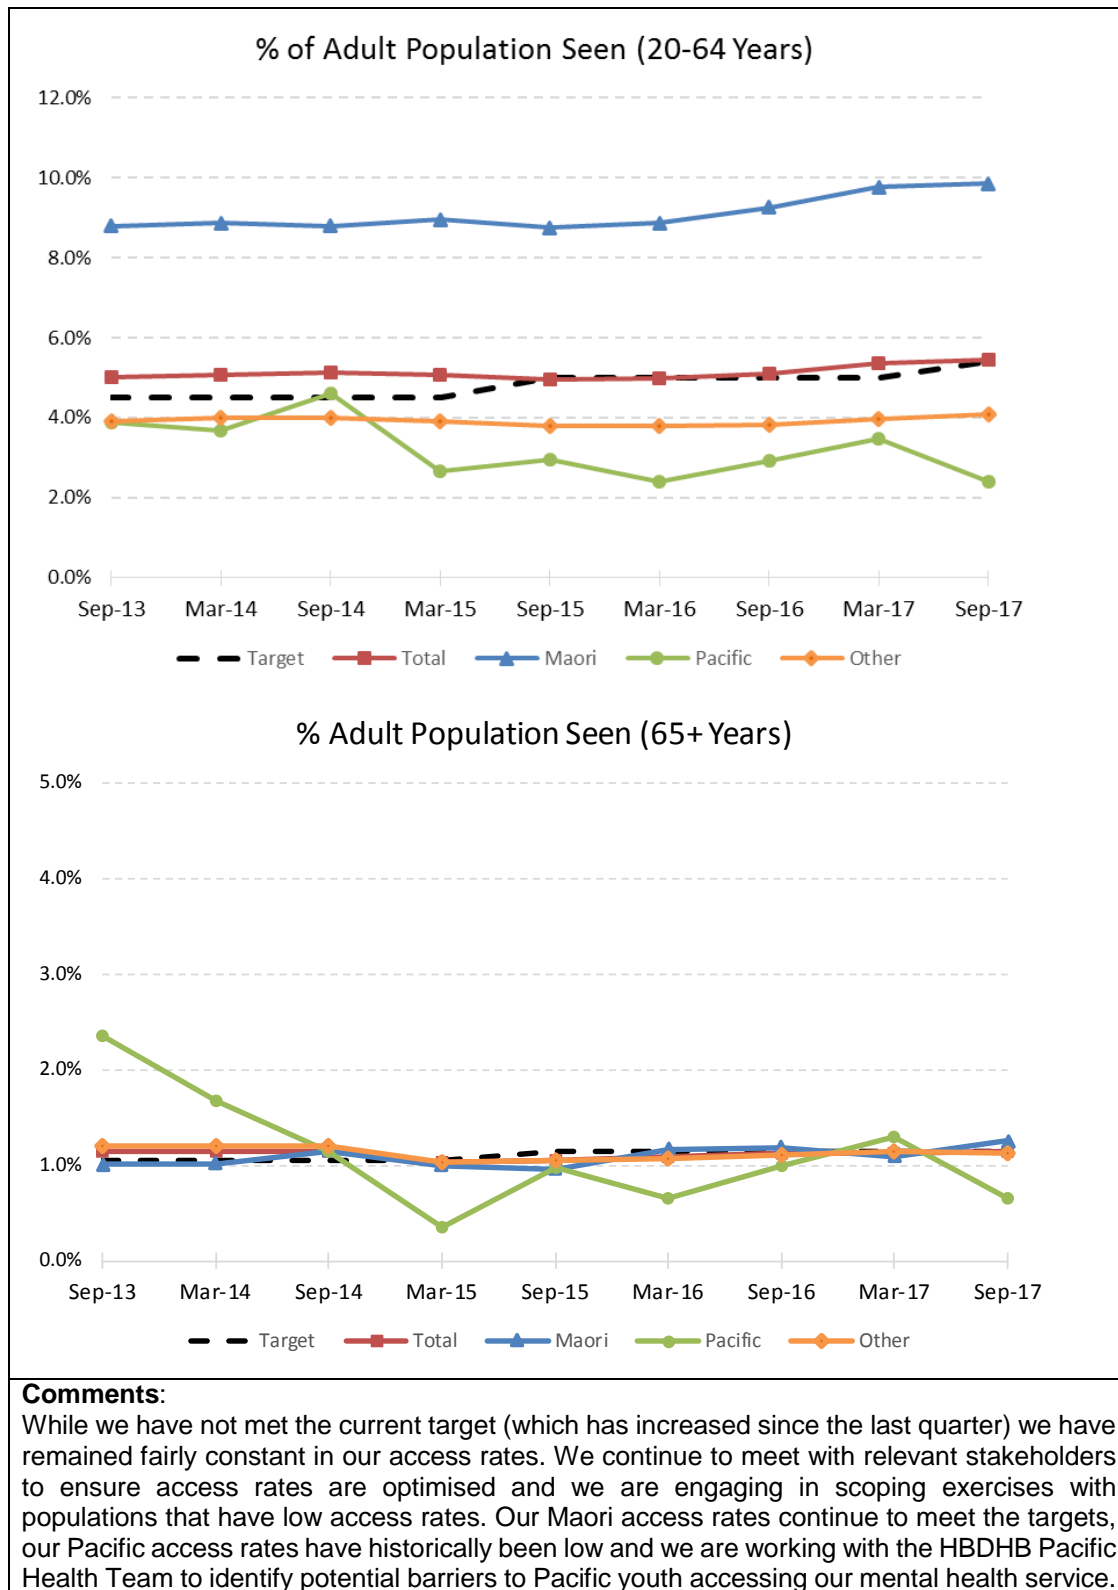 % of Adult Population Seen (20-64 Years)
12.0%
10.0%
8.0%
6.0%
4.0%
2.0%
0.0%
Sep-13 Mar-14 Sep-14 Mar-15 Sep-15 Mar-16 Sep-16 Mar-17 Sep-17
Target Total Maori Pacific Other
% Adult Population Seen (65+ Years)
5.0%
4.0%
3.0%
2.0%
1.0%
0.0%
Sep-13 Mar-14 Sep-14 Mar-15 Sep-15 Mar-16 Sep-16 Mar-17 Sep-17
Target Total Maori Pacific Other
Comments:
While we have not met the current target (which has increased since the last quarter) we have
remained fairly constant in our access rates. We continue to meet with relevant stakeholders
to ensure access rates are optimised and we are engaging in scoping exercises with
populations that have low access rates. Our Maori access rates continue to meet the targets,
our Pacific access rates have historically been low and we are working with the HBDHB Pacific
Health Team to identify potential barriers to Pacific youth accessing our mental health service.